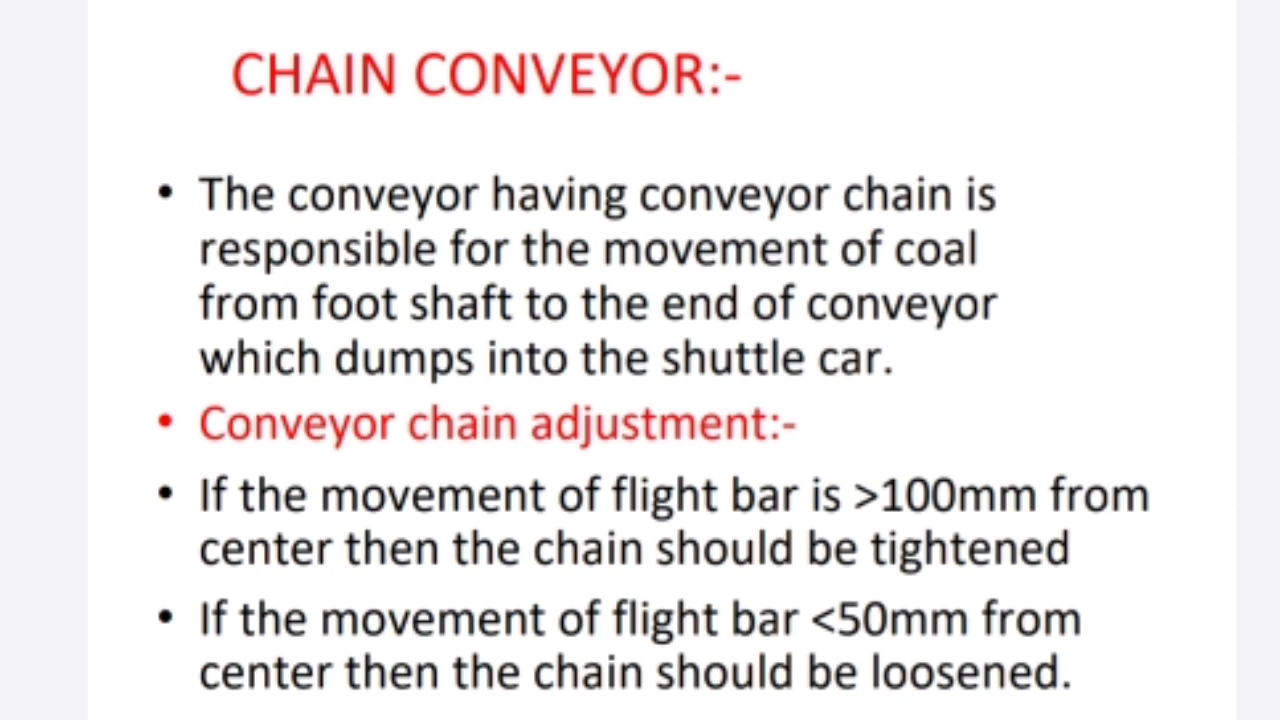 CHAIN CONVEYOR:-
• The conveyor having conveyor chain is
responsible for the movement of coal
from foot shaft to the end of conveyor
which dumps into the shuttle car.
• Conveyor chain adjustment:-
• If the movement of flight bar is >100mm from
center then the chain should be tightened
• If the movement of flight bar <50mm from
center then the chain should be loosened.